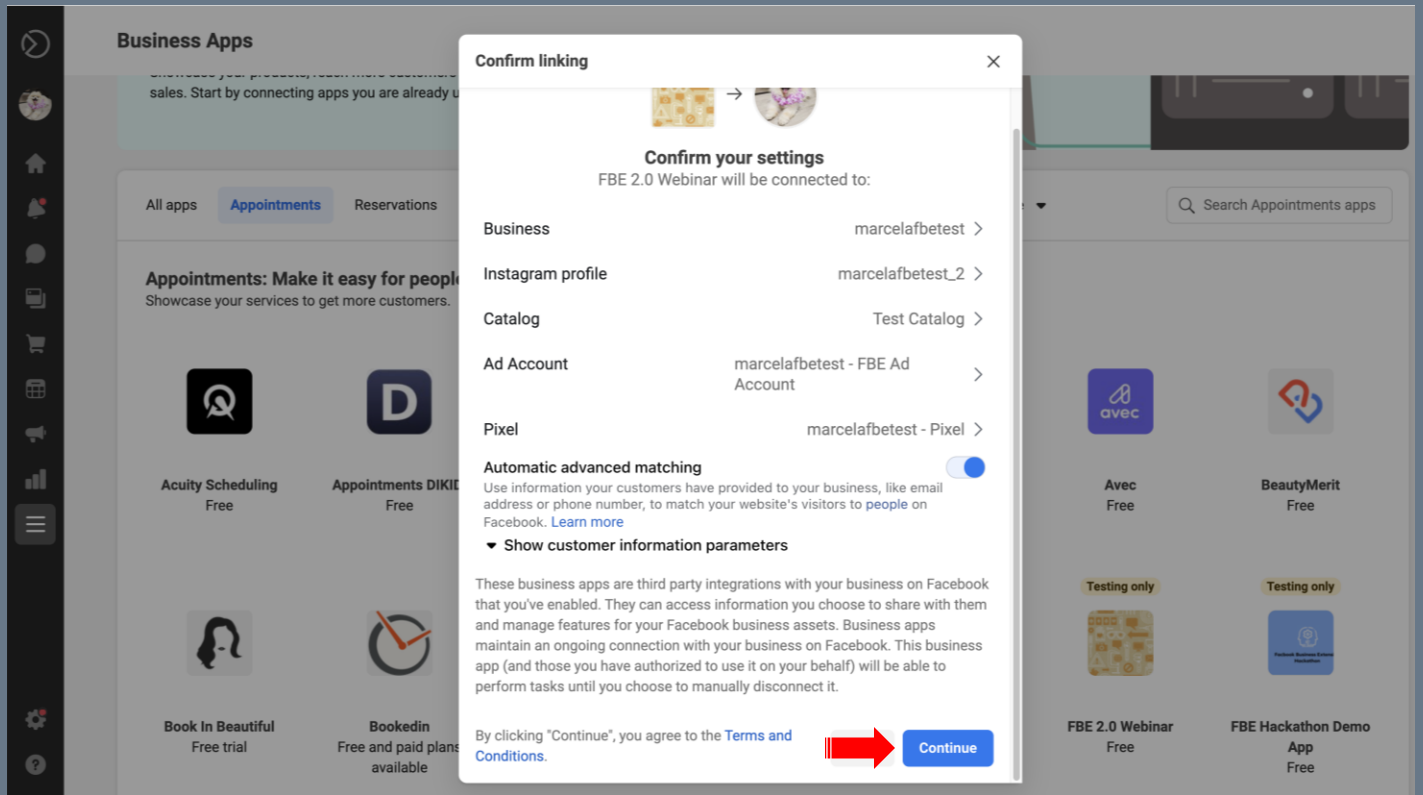 Business Apps
sales. Start by connecting apps you are already u
All apps
Appointments
Reservations
Search Appointments apps
Appointments: Make it easy for people
Showcase your services to get more customers.
Acuity Scheduling
Free
Appointments DIKID
Free
avec
Avec
Free
BeautyMerit
Free
Book In Beautiful
Free trial
Bookedin
Free and paid plans
available
Testing only
FBE 2.0 Webinar
Free
Testing only
FBE Hackathon Demo
App
Free
Confirm linking
Confirm your settings
FBE 2.0 Webinar will be connected to:
Business
marcelafbetest
Instagram profile
marcelafbetest_2
Catalog
Test Catalog
Ad Account
marcelafbetest - FBE Ad
Account
Pixel
marcelafbetest - Pixel
Automatic advanced matching
Use information your customers have provided to your business, like email
address or phone number, to match your website's visitors to people on
Facebook. Learn more
Show customer information parameters
These business apps are third party integrations with your business on Facebook
that you've enabled. They can access information you choose to share with them
and manage features for your Facebook business assets. Business apps
maintain an ongoing connection with your business on Facebook. This business
app (and those you have authorized to use it on your behalf) will be able to
perform tasks until you choose to manually disconnect it.
By clicking "Continue", you agree to the Terms and
Conditions.
Continue